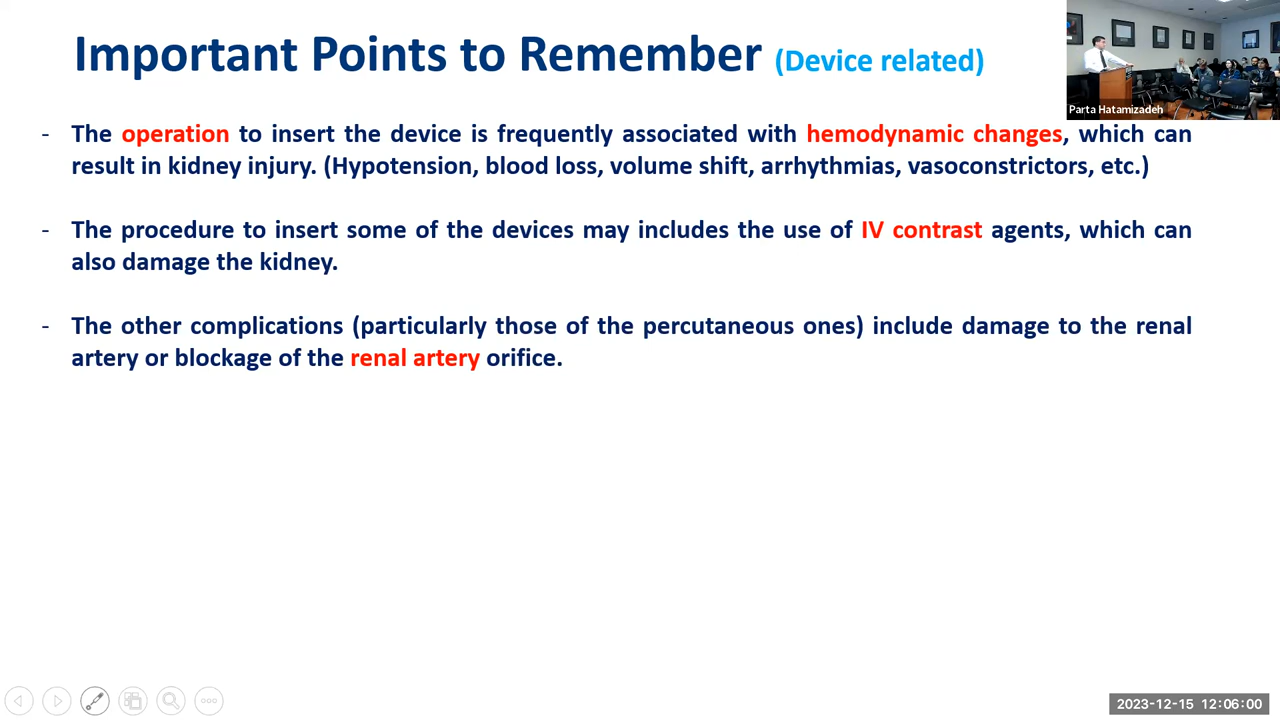 Important Points to Remember (Device related)
Parta Hatamizadeh
- The operation to insert the device is frequently associated with hemodynamic changes, which can
result in kidney injury. (Hypotension, blood loss, volume shift, arrhythmias, vasoconstrictors, etc.)
- The procedure to insert some of the devices may includes the use of IV contrast agents, which can
also damage the kidney.
- The other complications (particularly those of the percutaneous ones) include damage to the renal
artery or blockage of the renal artery orifice.
2023-12-15 12:06:00